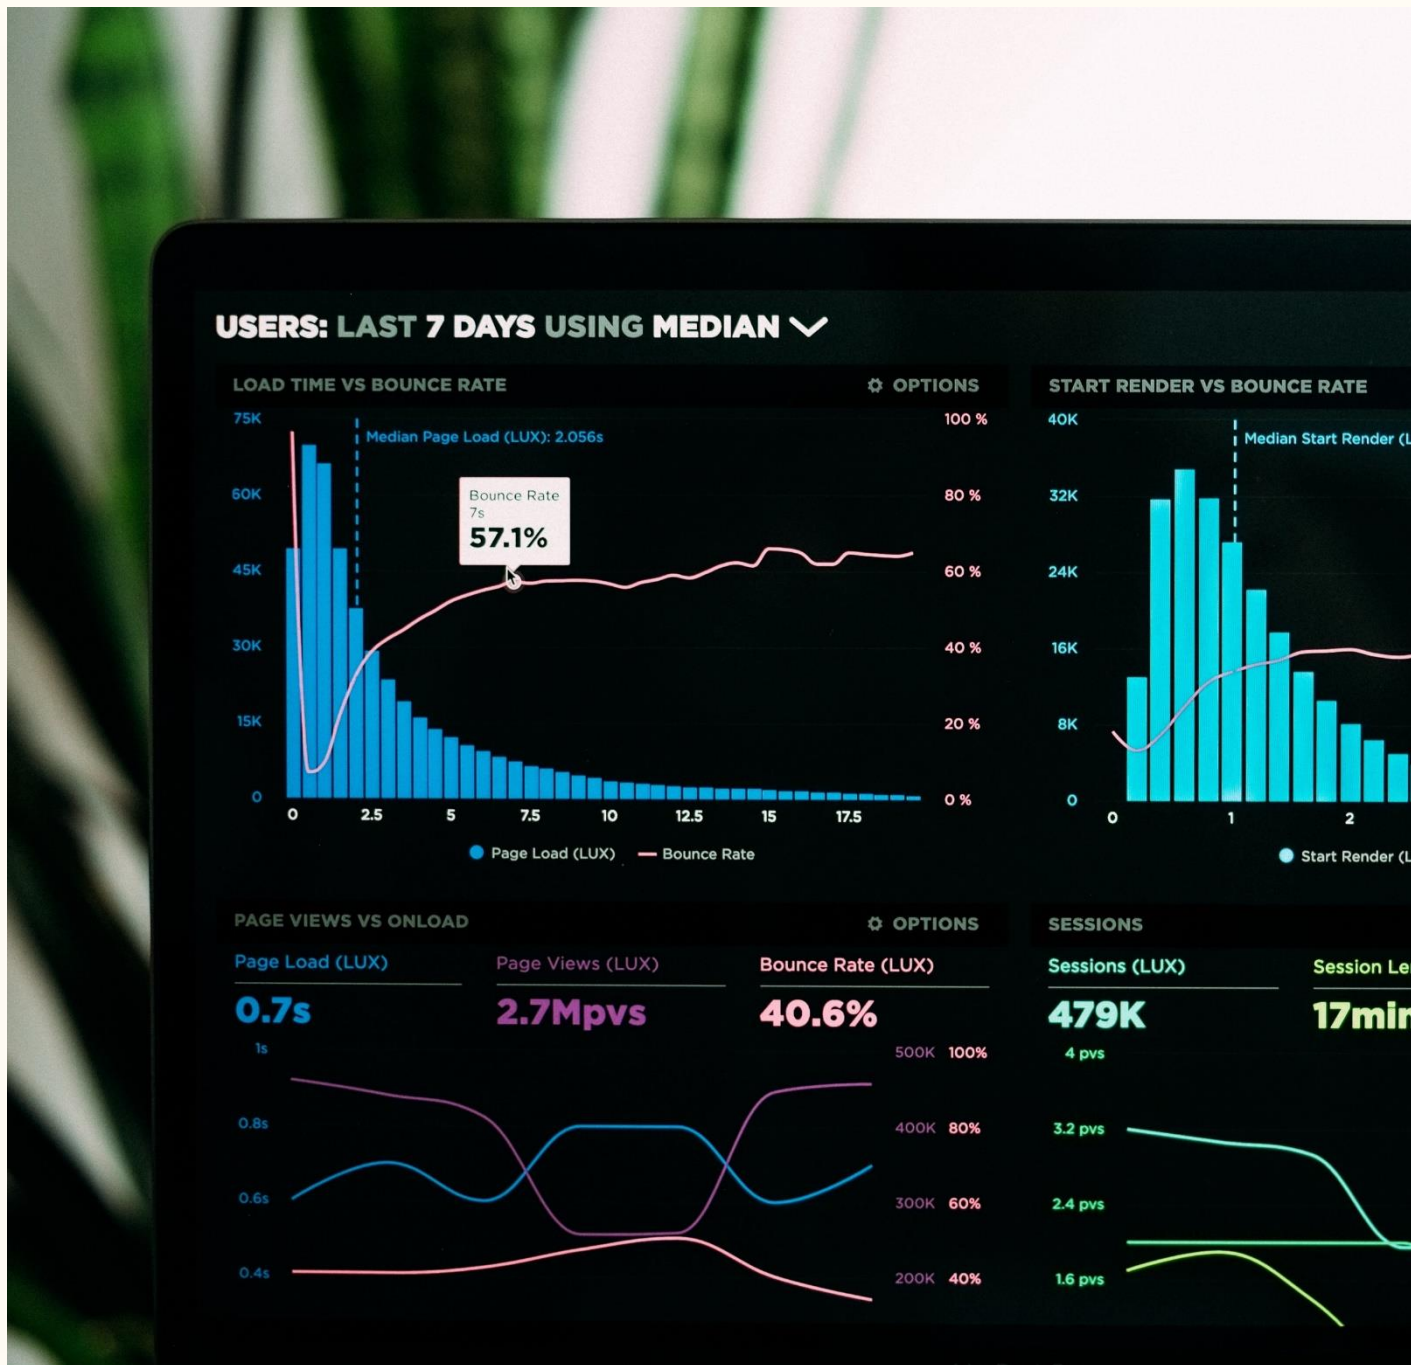 USERS: LAST 7 DAYS USING MEDIAN
LOAD TIME VS BOUNCE RATE
OPTIONS
75K
60K
45K
30K
15K
0
Median Page Load (LUX): 2.056s
Bounce Rate
7s
57.1%
100 %
80 %
60 %
40 %
20 %
0 %
0 2.5 5 7.5 10 12.5 15 17.5
Page Load (LUX) Bounce Rate
START RENDER VS BOUNCE RATE
40K
32K
24K
16K
8K
0
Median Start Render (L
0 1 2
Start Render (L
PAGE VIEWS VS ONLOAD
OPTIONS
Page Load (LUX)
0.7s
Page Views (LUX)
2.7Mpvs
Bounce Rate (LUX)
40.6%
1s
0.8s
0.6s
0.4s
500K 100%
400K 80%
300K 60%
200K 40%
SESSIONS
Sessions (LUX)
479K
Session Le
17min
4 pvs
3.2 pvs
2.4 pvs
1.6 pvs